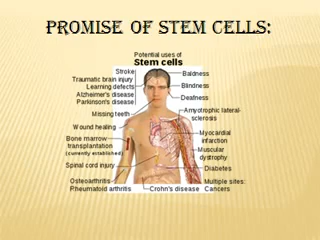 PROMISE OF STEM CELLS:
Potential uses of
Stem cells
Stroke
Traumatic brain injury
Learning defects
Alzheimer's disease
Parkinson's disease
Missing teeth
Wound healing
Bone marrow
transplantation
(currently established)
Spinal cord injury
Osteoarthritis
Rheumatoid arthritis
Baldness
Blindness
Deafness
Amyotrophic lateral-
sclerosis
Myocardial
infarction
Muscular
dystrophy
Diabetes
Multiple sites:
Cancers
Crohn's disease